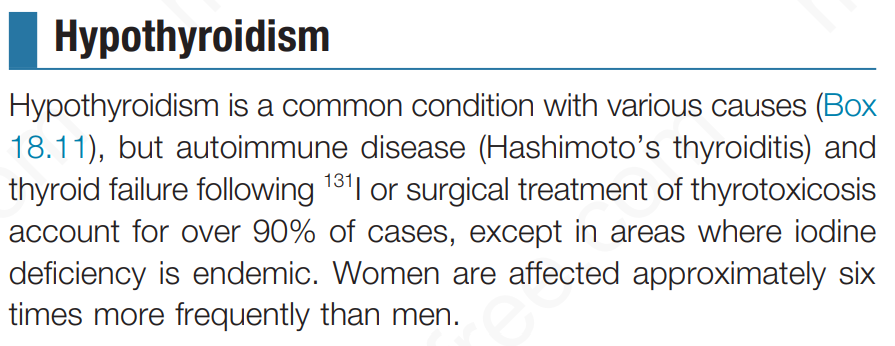 Hypothyroidism
Hypothyroidism is a common condition with various causes (Box
18.11), but autoimmune disease (Hashimoto’s thyroiditis) and
thyroid failure following ¹³¹I or surgical treatment of thyrotoxicosis
account for over 90% of cases, except in areas where iodine
deficiency is endemic. Women are affected approximately six
times more frequently than men.